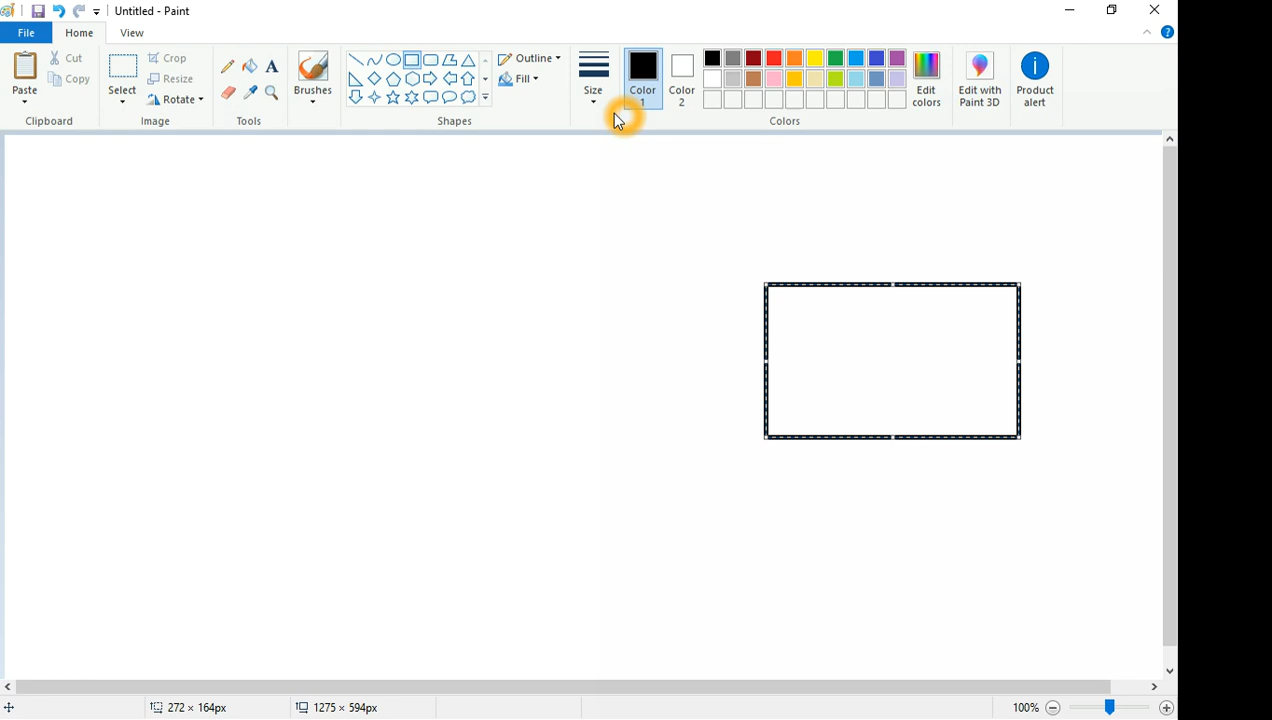 Untitled - Paint
File Home View
Paste
Cut
Copy
Clipboard
Select
Crop
Resize
Rotate
Image
A
Tools
Brushes
Outline
Fill
Shapes
Size
Color
1
Color
2
Colors
Edit
colors
Edit with
Paint 3D
Product
alert
272 × 164px
1275 × 594px
100%